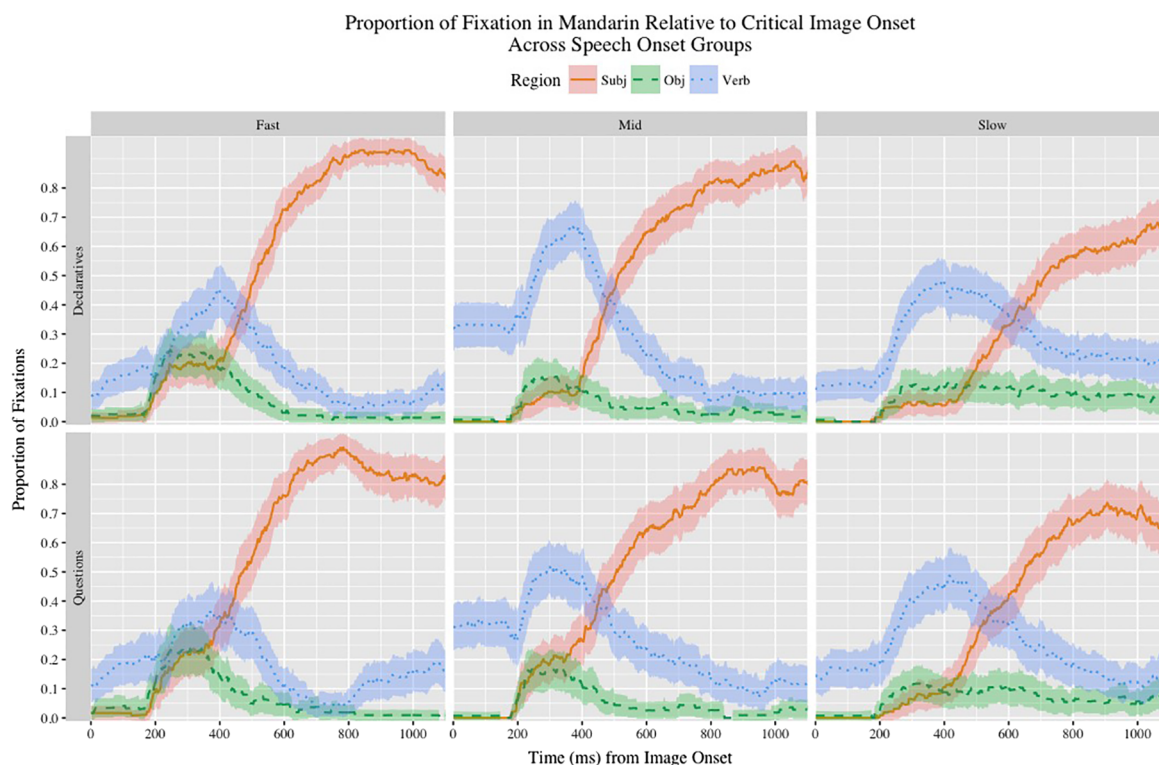 Proportion of Fixation in Mandarin Relative to Critical Image Onset
Across Speech Onset Groups
Region Subj Obj Verb
Fast Mid Slow
Proportion of Fixations
Declaratives
0.8
0.7
0.6
0.5
0.4
0.3
0.2
0.1
0.0
Questions
0.8
0.7
0.6
0.5
0.4
0.3
0.2
0.1
0.0
0 200 400 600 800 1000 0 200 400 600 800 1000 0 200 400 600 800 1000
Time (ms) from Image Onset